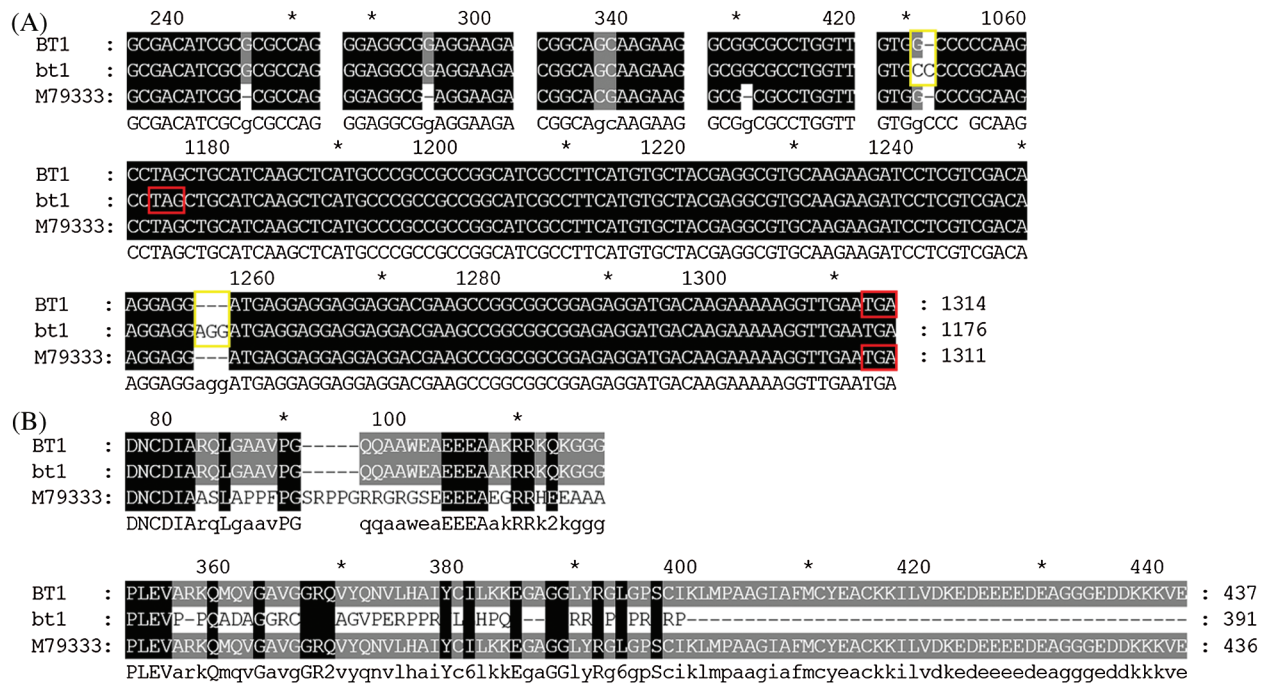 (A) 240 * * 300 340 * 420 * 1060
BT1 : GCGACATCGCGCGCCAG GGAGGCGGAGGAAGA CGGCAGCAAGAAG GCGGCGCCTGGTT GTGG-CCCCCAAG
bt1 : GCGACATCGCGCGCCAG GGAGGCGGAGGAAGA CGGCAGCAAGAAG GCGGCGCCTGGTT GTGCCCCCGCAAG
M79333: GCGACATCGC-CGCCAG GGAGGCG-AGGAAGA CGGCACGAAGAAG GCG-CGCCTGGTT GTGG-CCCGCAAG
GCGACATCGCgCGCCAG GGAGGCGgAGGAAGA CGGCAgcAAGAAG GCGgCGCCTGGTT GTGgCCC GCAAG
1180 * 1200 * 1220 * 1240 *
BT1 : CCTAGCTGCATCAAGCTCATGCCCGCCGCCGGCATCGCCTTCATGTGCTACGAGGCGTGCAAGAAGATCCTCGTCGACA
bt1 : CCTAGCTGCATCAAGCTCATGCCCGCCGCCGGCATCGCCTTCATGTGCTACGAGGCGTGCAAGAAGATCCTCGTCGACA
M79333: CCTAGCTGCATCAAGCTCATGCCCGCCGCCGGCATCGCCTTCATGTGCTACGAGGCGTGCAAGAAGATCCTCGTCGACA
CCTAGCTGCATCAAGCTCATGCCCGCCGCCGGCATCGCCTTCATGTGCTACGAGGCGTGCAAGAAGATCCTCGTCGACA
1260 * 1280 * 1300 *
BT1 : AGGAGG---ATGAGGAGGAGGAGGACGAAGCCGGCGGCGGAGAGGATGACAAGAAAAAGGTTGAATGA : 1314
bt1 : AGGAGGAGGATGAGGAGGAGGAGGACGAAGCCGGCGGCGGAGAGGATGACAAGAAAAAGGTTGAATGA : 1176
M79333: AGGAGG---ATGAGGAGGAGGAGGACGAAGCCGGCGGCGGAGAGGATGACAAGAAAAAGGTTGAATGA : 1311
AGGAGGaggATGAGGAGGAGGAGGACGAAGCCGGCGGCGGAGAGGATGACAAGAAAAAGGTTGAATGA
(B) 80 * 100 *
BT1 : DNCDIARQLGAAVPG-----QQAAWEAEEEAAKRRKQKGGG
bt1 : DNCDIARQLGAAVPG-----QQAAWEAEEEAAKRRKQKGGG
M79333: DNCDIAASLAPPFPGSRPPGRRGRGSEEEEAEGRRHEEAAA
DNCDIArqLgaavPG qqaaweaEEEAakRRk2kggg
360 * 380 * 400 * 420 * 440
BT1 : PLEVARKQMQVGAVGGRQVYQNVLHAIYCILKKEGAGGLYRGLGPSCIKLMPAAGIAFMCYEACKKILVDKEDEEEEDEAGGGEDDKKKVE : 437
bt1 : PLEVP-PQADAGGRC AGVPERPPR L HPQ -- RR P PR RP------------------------------------------- : 391
M79333: PLEVARKQMQVGAVGGRQVYQNVLHAIYCILKKEGAGGLYRGLGPSCIKLMPAAGIAFMCYEACKKILVDKEDEEEEDEAGGGEDDKKKVE : 436
PLEVarkQmqvGavgGR2vyqnvlhaiYc6lkkEgaGGlyRg6gpSciklmpaagiafmcyeackkilvdkedeeeedeagggeddkkkve